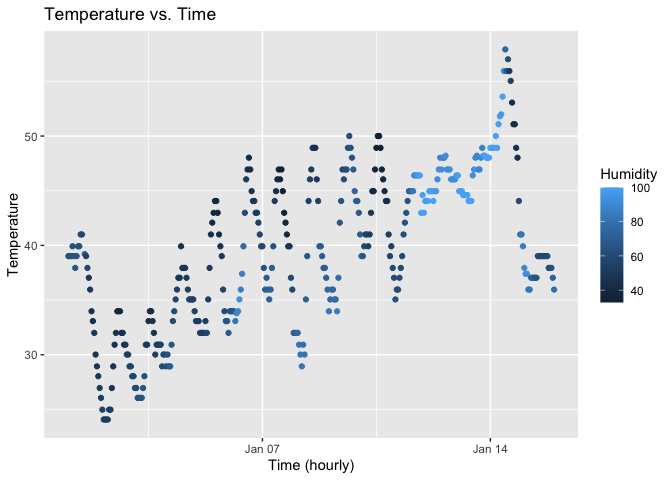 Temperature vs. Time
50
40
30
Temperature
Jan 07
Jan 14
Time (hourly)
Humidity
100
80
60
40